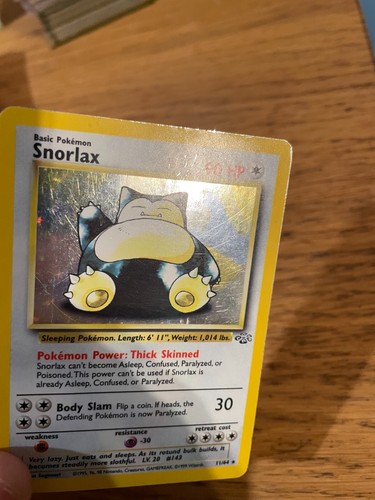 Basic Pokémon
Snorlax
90 HP
Sleeping Pokémon. Length: 6' 11", Weight: 1,014 lbs.
Pokémon Power: Thick Skinned
Snorlax can't become Asleep, Confused, Paralyzed, or
Poisoned. This power can't be used if Snorlax is
already Asleep, Confused, or Paralyzed.
Body Slam Flip a coin. If heads, the
Defending Pokémon is now Paralyzed.
30
weakness
resistance
-30
retreat cost
Very lazy. Just eats and sleeps. As its rotund bulk builds, it
becomes steadily more slothful. LV. 20 #143
11/64